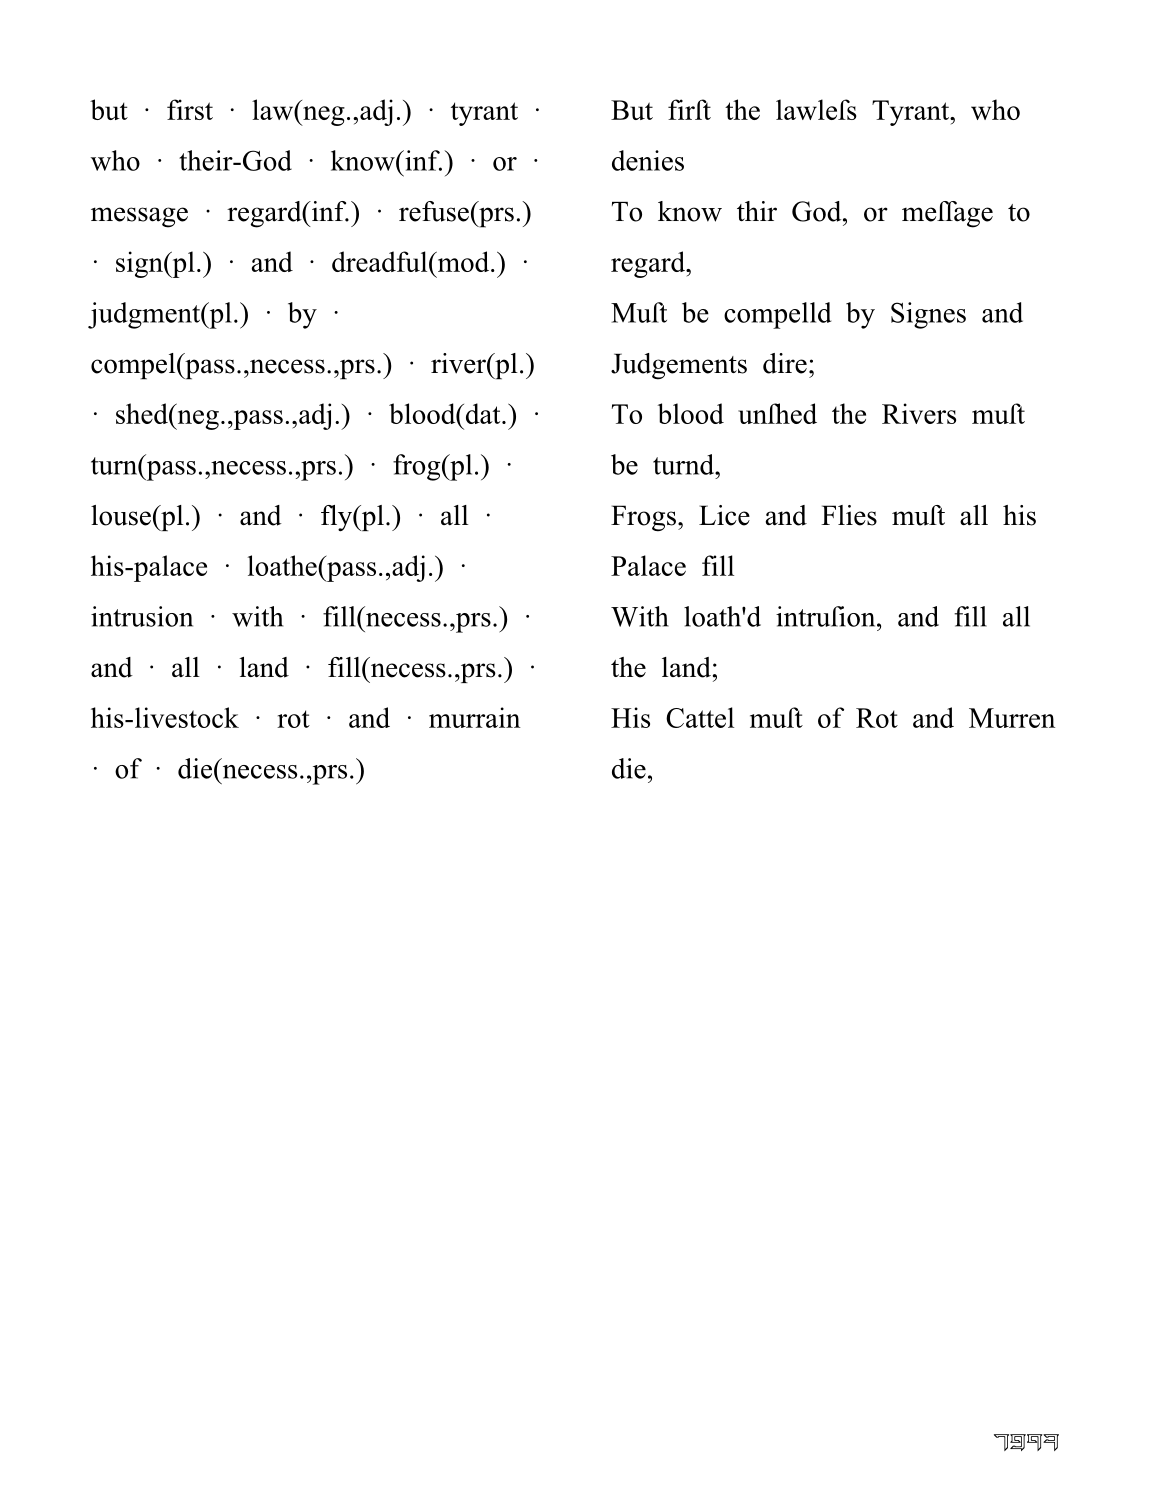 but · first · law(neg.,adj.) · tyrant ·
who · their-God · know(inf.) · or ·
message · regard(inf.) · refuse(prs.)
· sign(pl.) · and · dreadful(mod.) ·
judgment(pl.) · by ·
compel(pass.,necess.,prs.) · river(pl.)
· shed(neg.,pass.,adj.) · blood(dat.) ·
turn(pass.,necess.,prs.) · frog(pl.) ·
louse(pl.) · and · fly(pl.) · all ·
his-palace · loathe(pass.,adj.) ·
intrusion · with · fill(necess.,prs.) ·
and · all · land · fill(necess.,prs.) ·
his-livestock · rot · and · murrain
· of · die(necess.,prs.)
But firſt the lawleſs Tyrant, who
denies
To know thir God, or meſſage to
regard,
Muſt be compelld by Signes and
Judgements dire;
To blood unſhed the Rivers muſt
be turnd,
Frogs, Lice and Flies muſt all his
Palace fill
With loath'd intruſion, and fill all
the land;
His Cattel muſt of Rot and Murren
die,